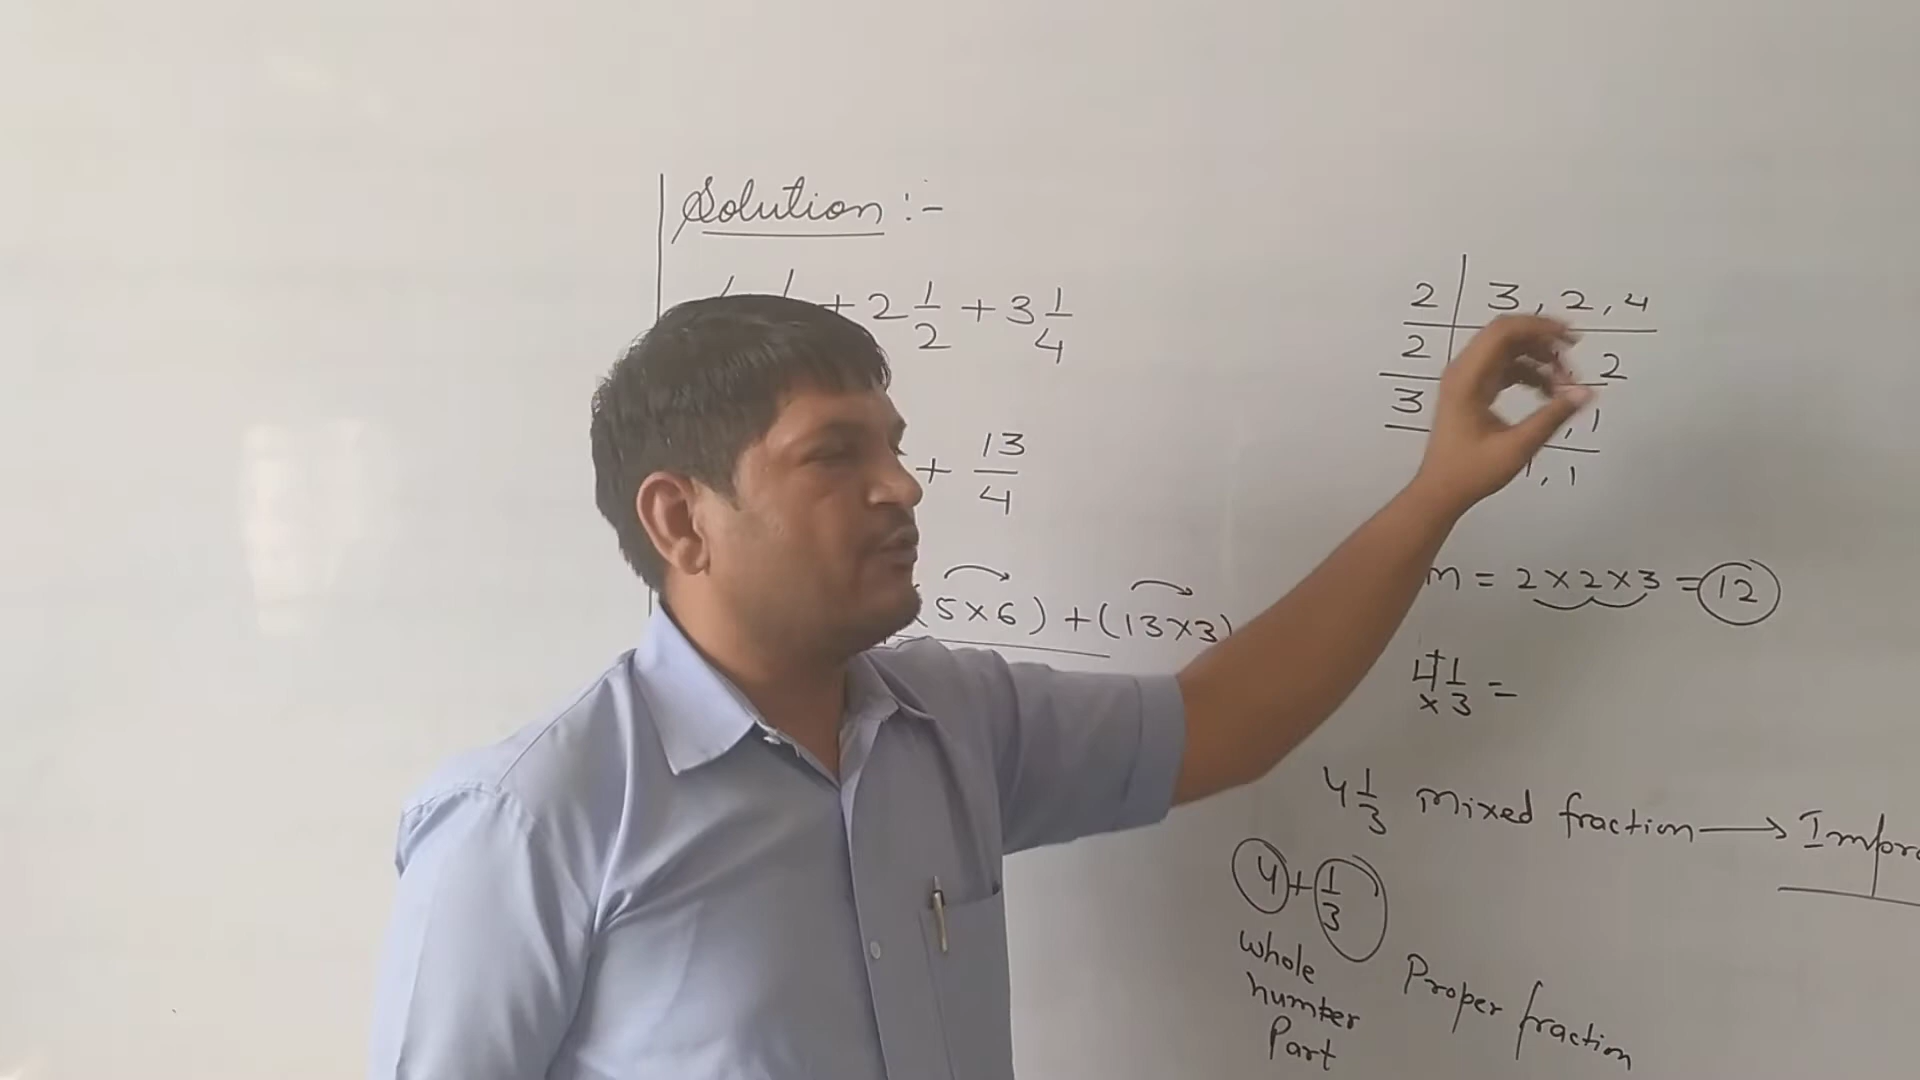 Solution :-
+ 2 1/2 + 3 1/4
+ 13/4
(5×6) + (13×3)
2 | 3, 2, 4
2 | 2
3 , 1
1, 1
m = 2×2×3 = 12
4 + 1/3 × =
4 1/3 mixed fraction → Impro
4 + 1/3
whole
number
Part
Proper fraction